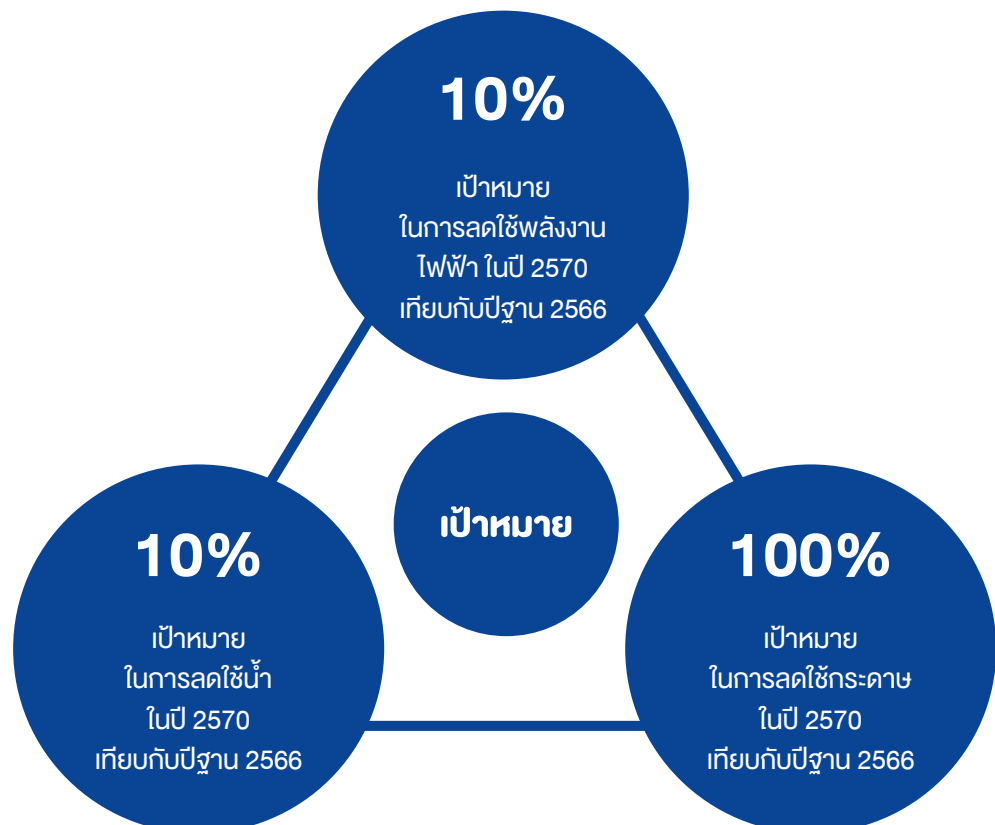 10%
เป้าหมาย
ในการลดใช้พลังงาน
ไฟฟ้า ในปี 2570
เทียบกับปีฐาน 2566
เป้าหมาย
10%
เป้าหมาย
ในการลดใช้น้ำ
ในปี 2570
เทียบกับปีฐาน 2566
100%
เป้าหมาย
ในการลดใช้กระดาษ
ในปี 2570
เทียบกับปีฐาน 2566